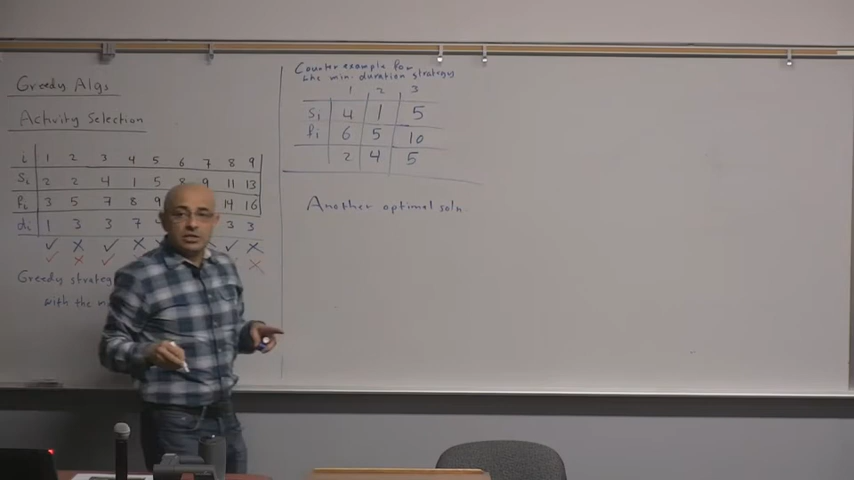 Greedy Algs
Activity Selection
i 1 2 3 4 5 6 7 8 9
Si 2 2 4 1 5 8 9 11 13
fi 3 5 7 8 9 14 16
di 1 3 3 7 3 3
✓ ✗ ✓ ✗ ✓ ✗
✓ ✗ ✓ ✗
Greedy strateg
with the m
Counter example for
the min. duration strategy
1 2 3
Si 4 1 5
fi 6 5 10
2 4 5
Another optimal soln